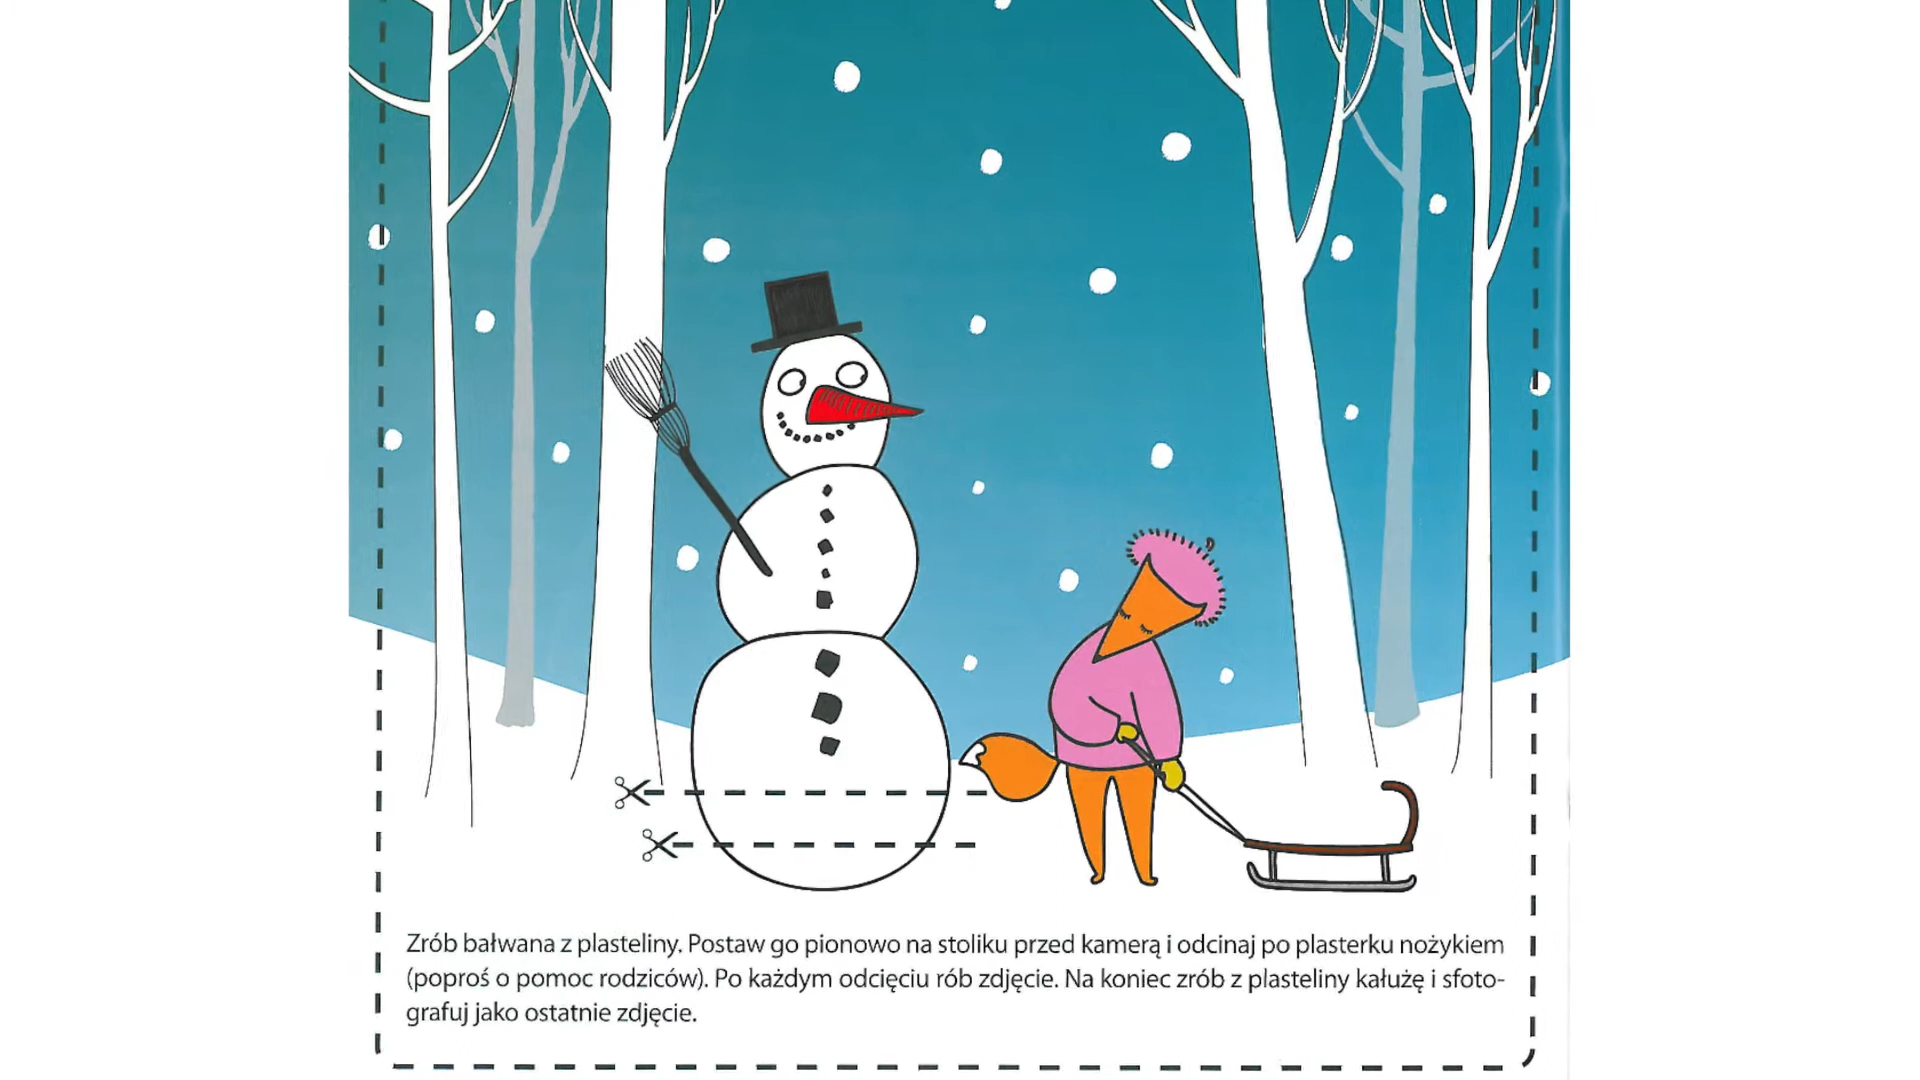 Zrób bałwana z plasteliny. Postaw go pionowo na stoliku przed kamerą i odcinaj po plasterku nożykiem
(poproś o pomoc rodziców). Po każdym odcięciu rób zdjęcie. Na koniec zrób z plasteliny kałużę i sfoto-
grafuj jako ostatnie zdjęcie.